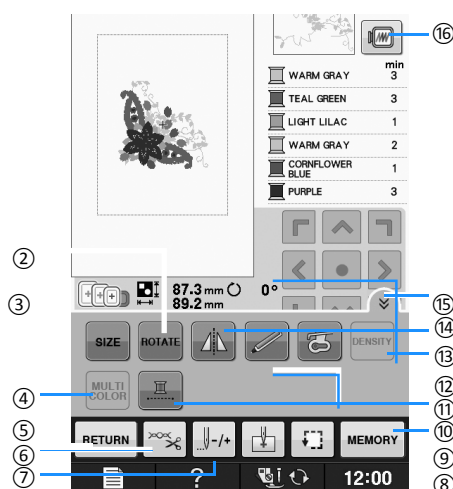 ⑯
min
WARM GRAY 3
TEAL GREEN 3
LIGHT LILAC 1
WARM GRAY 2
CORNFLOWER
BLUE 1
PURPLE 3
②
87.3 mm 0°
89.2 mm
③
⑮
SIZE ROTATE DENSITY
⑭
⑬
④
MULTI
COLOR
⑫
⑪
⑤
RETURN -/+ MEMORY
⑩
⑥
⑨
⑦
? 12:00
⑧